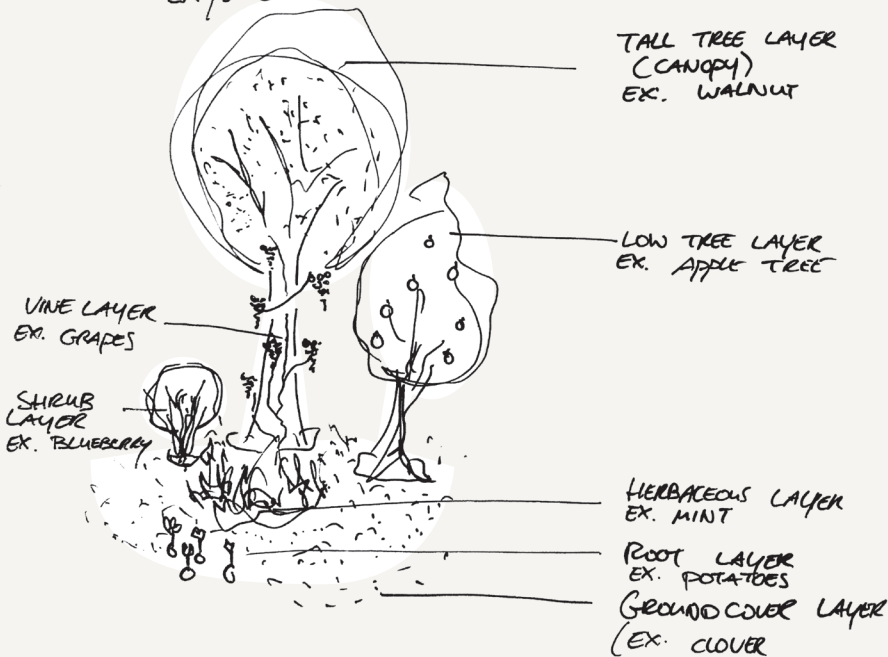 TALL TREE LAYER
(CANOPY)
EX. WALNUT
LOW TREE LAYER
EX. APPLE TREE
VINE LAYER
EX. GRAPES
SHRUB
LAYER
EX. BLUEBERRY
HERBACEOUS LAYER
EX. MINT
ROOT LAYER
EX. POTATOES
GROUNDCOVER LAYER
(EX. CLOVER